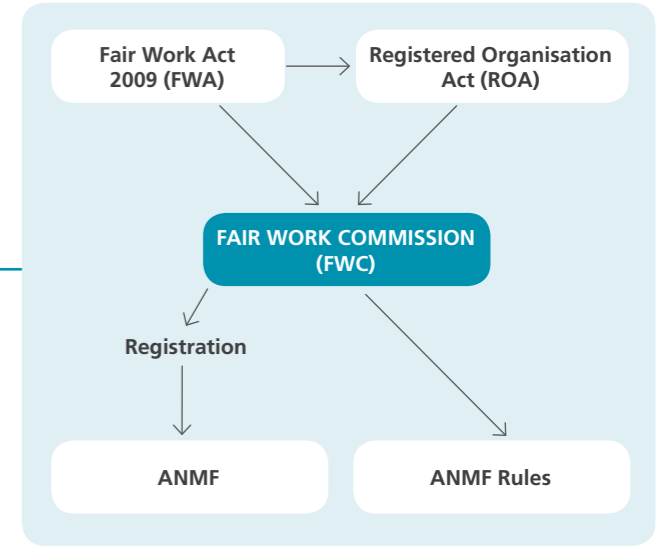 Fair Work Act
2009 (FWA)
Registered Organisation
Act (ROA)
FAIR WORK COMMISSION
(FWC)
Registration
ANMF
ANMF Rules